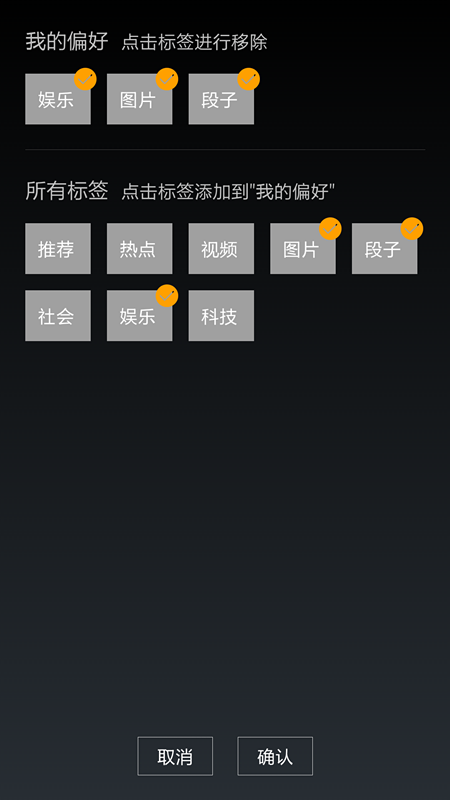 我的偏好 点击标签进行移除
娱乐 图片 段子
所有标签 点击标签添加到"我的偏好"
推荐 热点 视频 图片 段子
社会 娱乐 科技
取消 确认